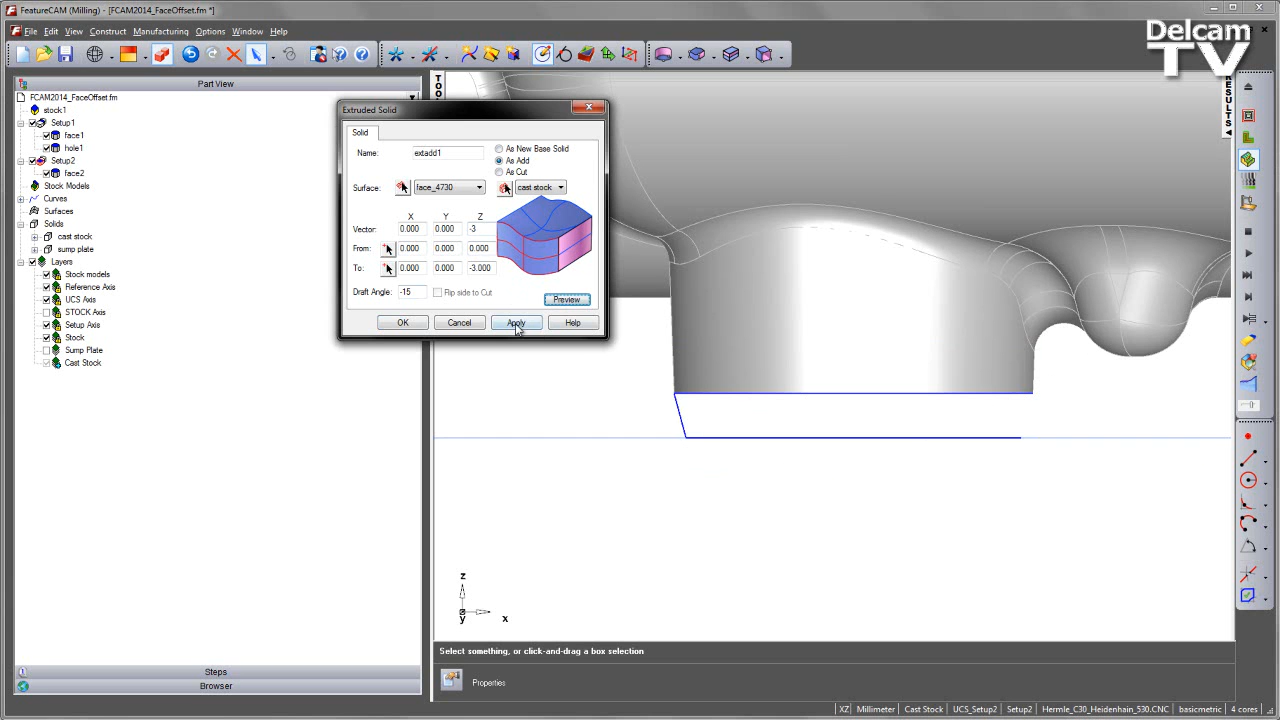 FeatureCAM (Milling) - [FCAM2014_FaceOffset.fm *]
File Edit View Construct Manufacturing Options Window Help
Delcam
TV
Part View
FCAM2014_FaceOffset.fm
stock1
Setup1
face1
hole1
Setup2
face2
Stock Models
Curves
Surfaces
Solids
cast stock
sump plate
Layers
Stock models
Reference Axis
UCS Axis
STOCK Axis
Setup Axis
Stock
Sump Plate
Cast Stock
Steps
Browser
TOO
RESULTS
Extruded Solid
Solid
Name: extadd1
As New Base Solid
As Add
As Cut
Surface: face_4730 cast stock
X Y Z
Vector: 0.000 0.000 -3
From: 0.000 0.000 0.000
To: 0.000 0.000 -3.000
Draft Angle: -15 Flip side to Cut
Preview
OK Cancel Apply Help
z
y x
Select something, or click-and-drag a box selection
Properties
XZ Millimeter Cast Stock UCS_Setup2 Setup2 Hermle_C30_Heidenhain_530.CNC basicmetric 4 cores